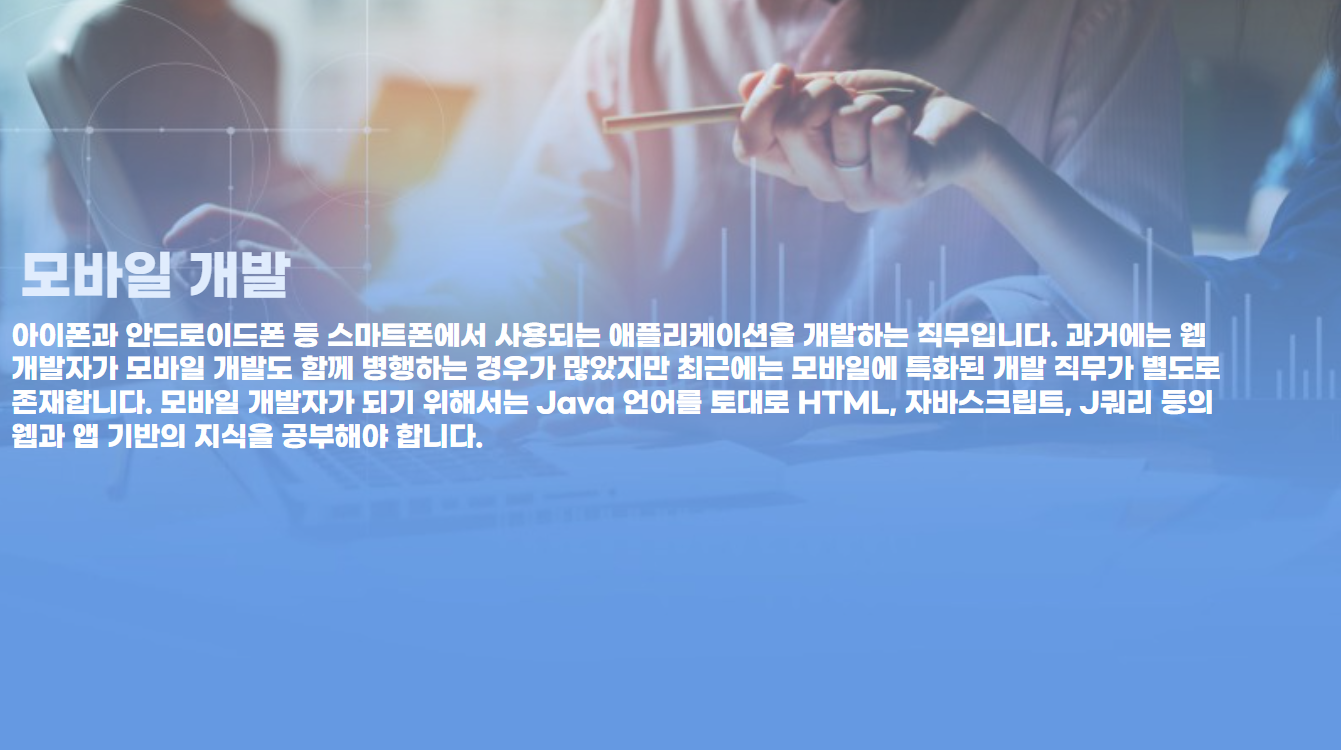 모바일 개발
아이폰과 안드로이드폰 등 스마트폰에서 사용되는 애플리케이션을 개발하는 직무입니다. 과거에는 웹
개발자가 모바일 개발도 함께 병행하는 경우가 많았지만 최근에는 모바일에 특화된 개발 직무가 별도로
존재합니다. 모바일 개발자가 되기 위해서는 Java 언어를 토대로 HTML, 자바스크립트, J쿼리 등의
웹과 앱 기반의 지식을 공부해야 합니다.